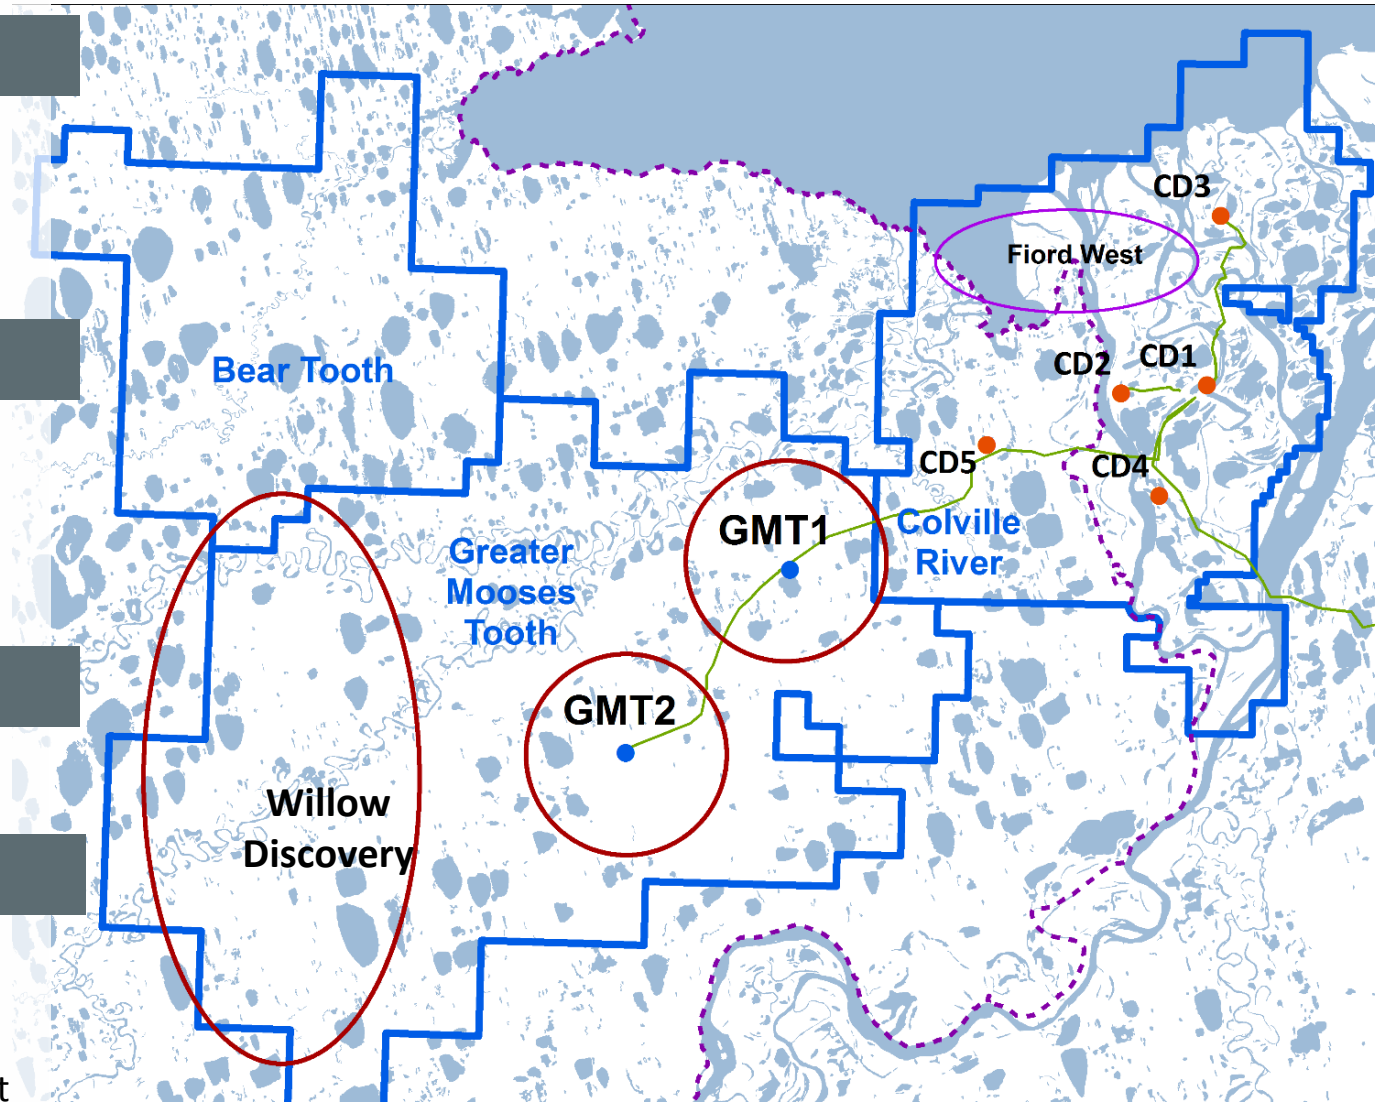 CD3
Fiord West
CD2
CD1
Bear Tooth
CD5
CD4
GMT1
Colville
River
Greater
Mooses
Tooth
GMT2
Willow
Discovery
t